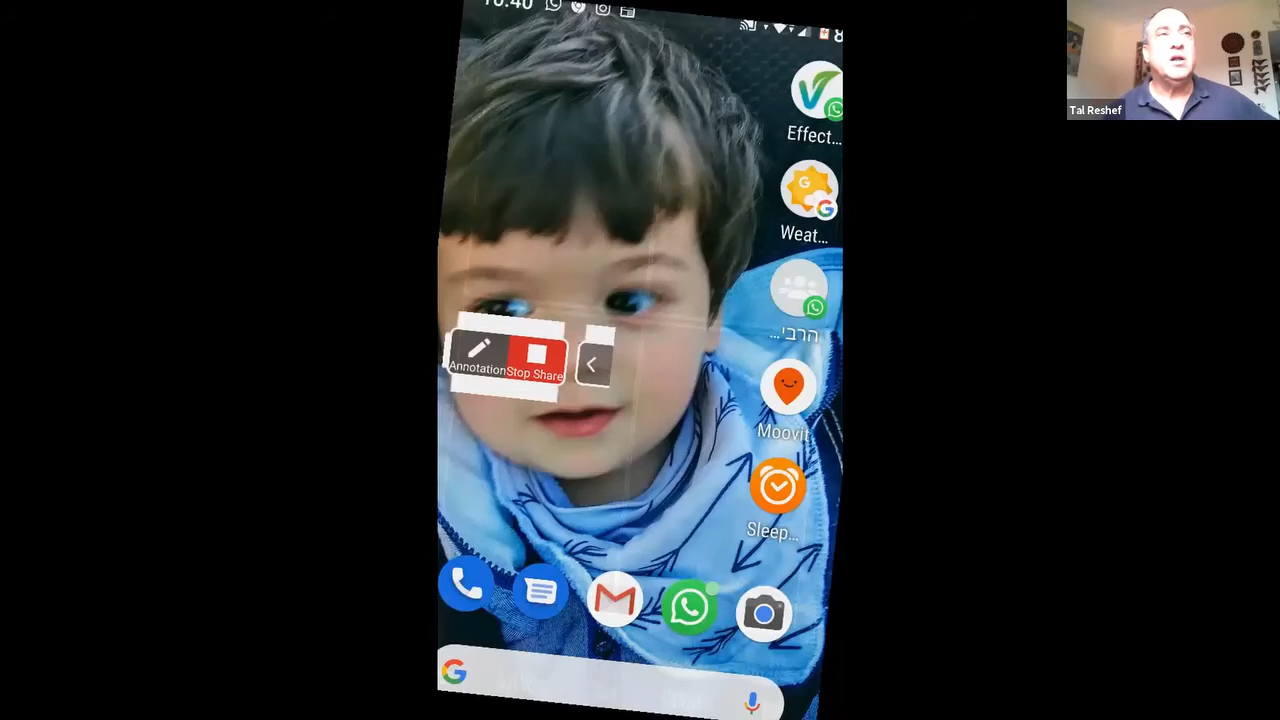 Tal Reshef
Effect...
Weat...
הרבי...
Moovit
Annotation
Stop Share
Sleep...